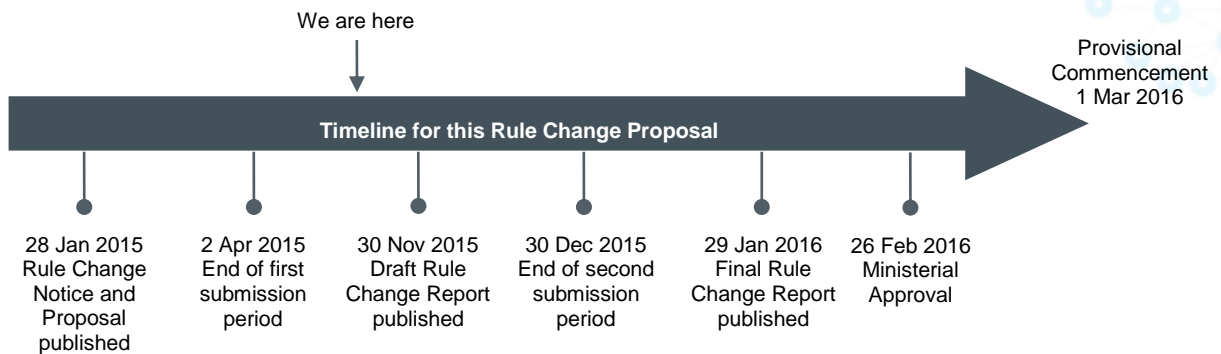 We are here
Provisional
Commencement
1 Mar 2016
Timeline for this Rule Change Proposal
28 Jan 2015
Rule Change
Notice and
Proposal
published
2 Apr 2015
End of first
submission
period
30 Nov 2015
Draft Rule
Change Report
published
30 Dec 2015
End of second
submission
period
29 Jan 2016
Final Rule
Change Report
published
26 Feb 2016
Ministerial
Approval